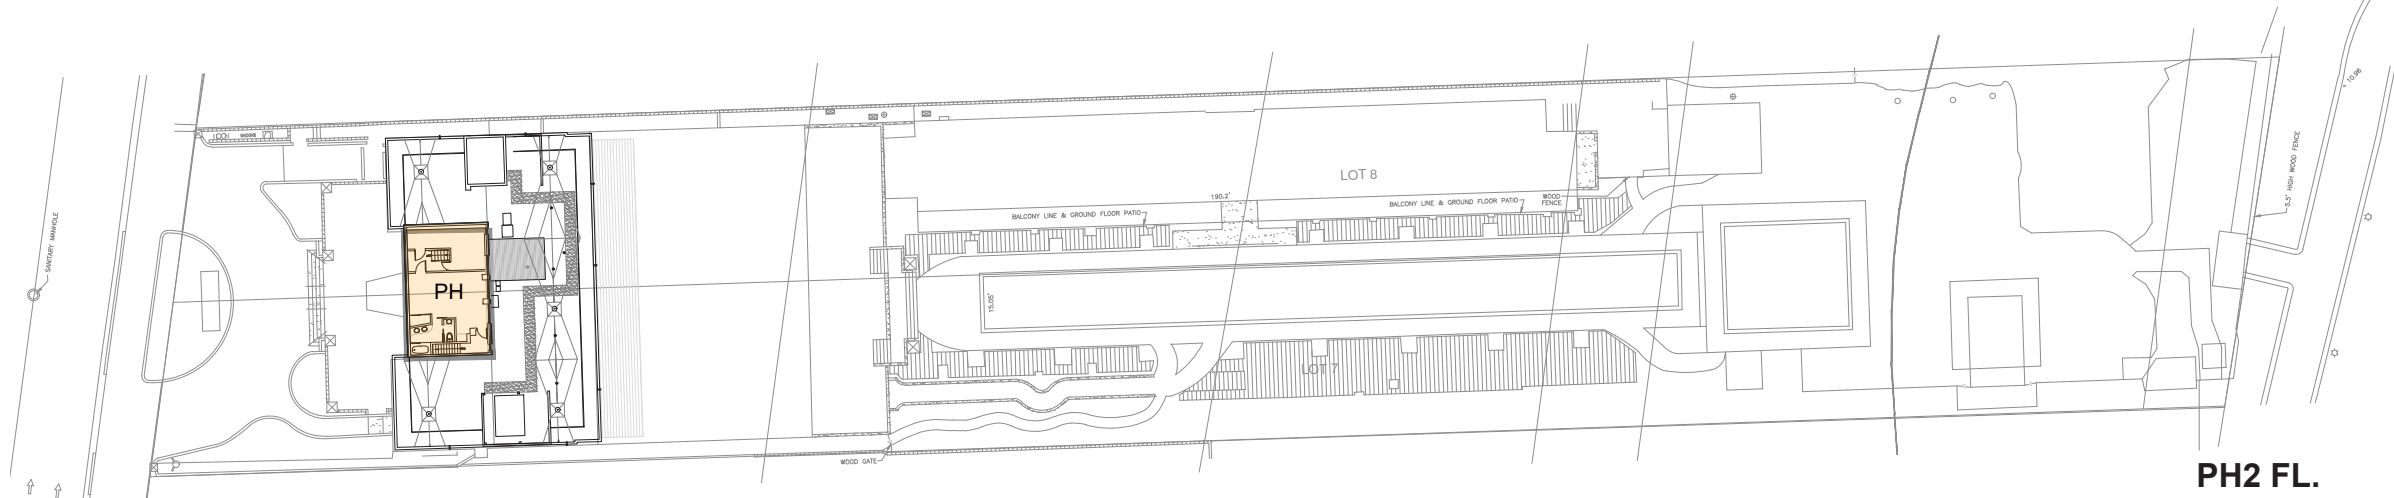 10.96
SANITARY MANHOLE
5.5' HIGH WOOD FENCE
LOT 8
190.2'
WOOD
FENCE
BALCONY LINE & GROUND FLOOR PATIO
BALCONY LINE & GROUND FLOOR PATIO
PH
15.05'
LOT 7
WOOD GATE
PH2 FL.